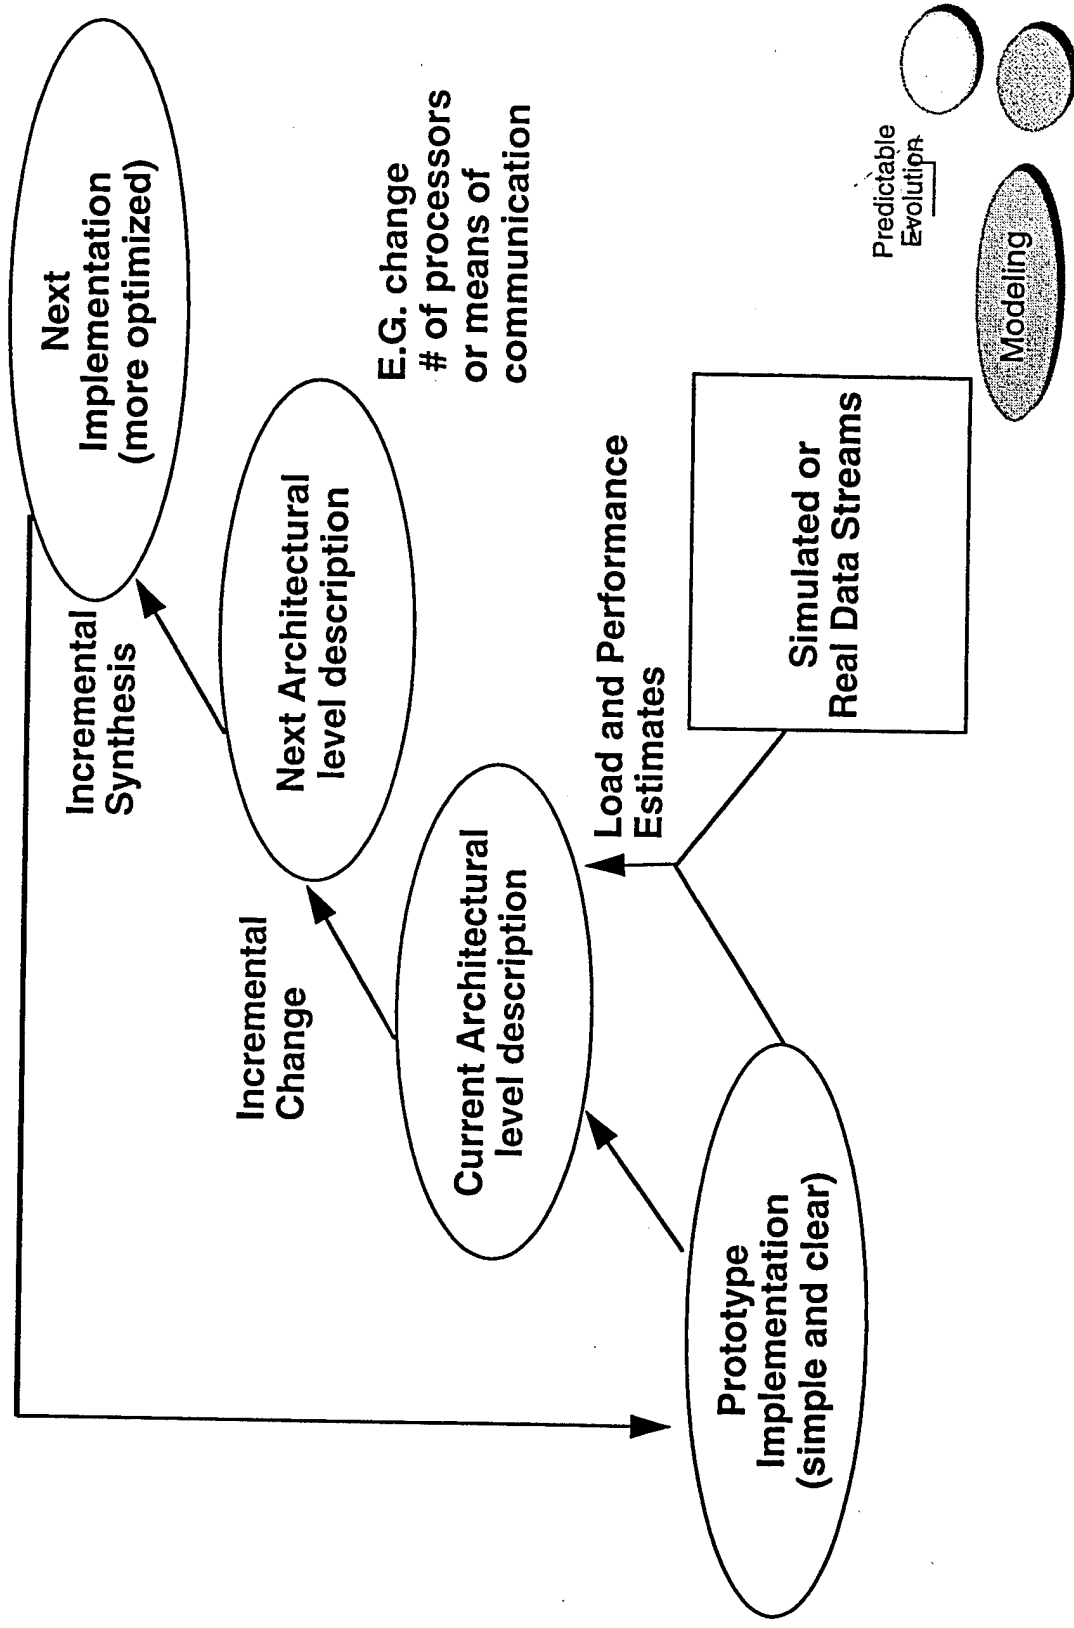 Next
Implementation
(more optimized)
Incremental
Synthesis
Next Architectural
level description
E.G. change
# of processors
or means of
communication
Incremental
Change
Current Architectural
level description
Load and Performance
Estimates
Prototype
Implementation
(simple and clear)
Simulated or
Real Data Streams
Predictable
Evolution
Modeling